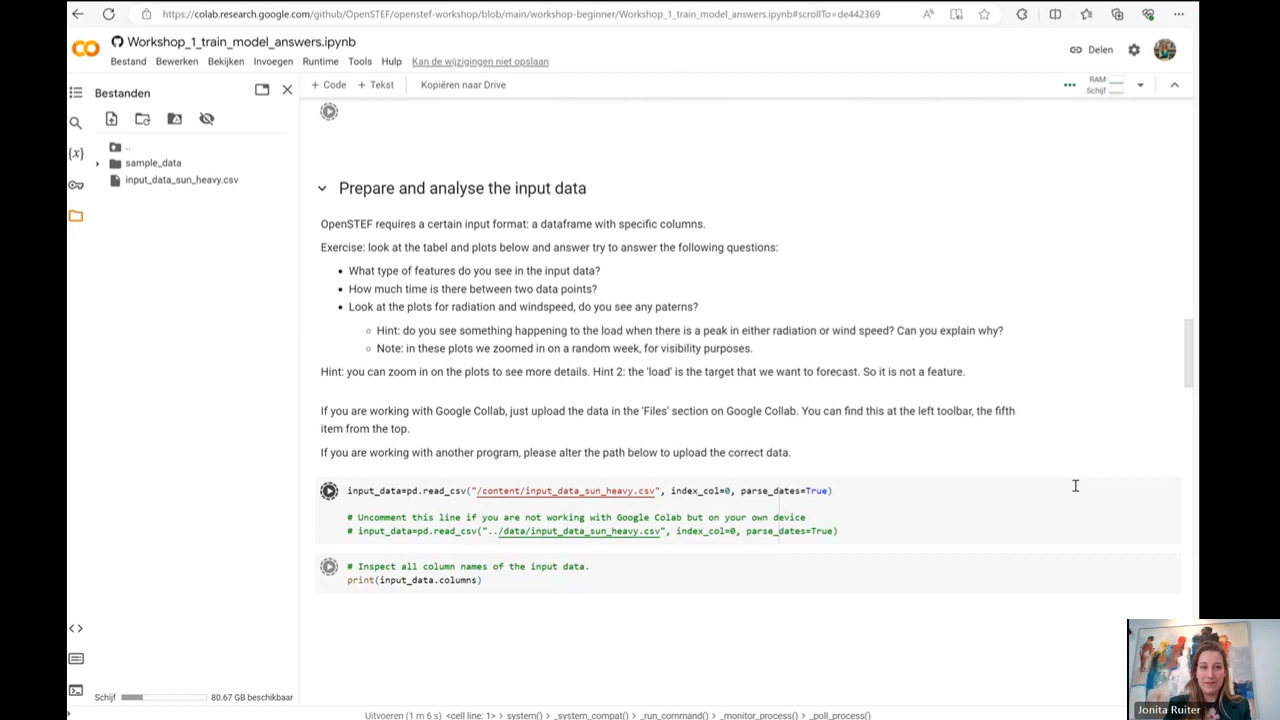 https://colab.research.google.com/github/OpenSTEF/openstef-workshop/blob/main/workshop-beginner/Workshop_1_train_model_answers.ipynb#scrollTo=de442369
Workshop_1_train_model_answers.ipynb
Bestand Bewerken Bekijken Invoegen Runtime Tools Hulp Kan de wijzigingen niet opslaan
Delen
Bestanden
+ Code + Tekst Kopiëren naar Drive
RAM
Schijf
..
sample_data
input_data_sun_heavy.csv
Prepare and analyse the input data
OpenSTEF requires a certain input format: a dataframe with specific columns.
Exercise: look at the tabel and plots below and answer try to answer the following questions:
• What type of features do you see in the input data?
• How much time is there between two data points?
• Look at the plots for radiation and windspeed, do you see any paterns?
◦ Hint: do you see something happening to the load when there is a peak in either radiation or wind speed? Can you explain why?
◦ Note: in these plots we zoomed in on a random week, for visibility purposes.
Hint: you can zoom in on the plots to see more details. Hint 2: the 'load' is the target that we want to forecast. So it is not a feature.
If you are working with Google Collab, just upload the data in the 'Files' section on Google Collab. You can find this at the left toolbar, the fifth
item from the top.
If you are working with another program, please alter the path below to upload the correct data.
input_data=pd.read_csv("/content/input_data_sun_heavy.csv", index_col=0, parse_dates=True)
# Uncomment this line if you are not working with Google Colab but on your own device
# input_data=pd.read_csv("../data/input_data_sun_heavy.csv", index_col=0, parse_dates=True)
# Inspect all column names of the input data.
print(input_data.columns)
Schijf 80.67 GB beschikbaar
Uitvoeren (1 m 6 s) <cell line: 1> system() _system_compat() _run_command() _monitor_process() _poll_process()
Jonita Ruiter